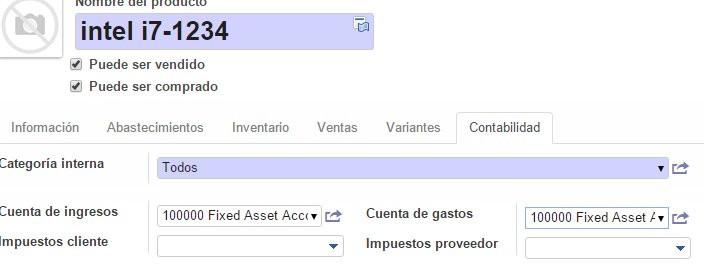 Nombre del producto
intel i7-1234
Puede ser vendido
Puede ser comprado
Información Abastecimientos Inventario Ventas Variantes Contabilidad
Categoría interna Todos
Cuenta de ingresos 100000 Fixed Asset Acc Cuenta de gastos 100000 Fixed Asset A
Impuestos cliente Impuestos proveedor